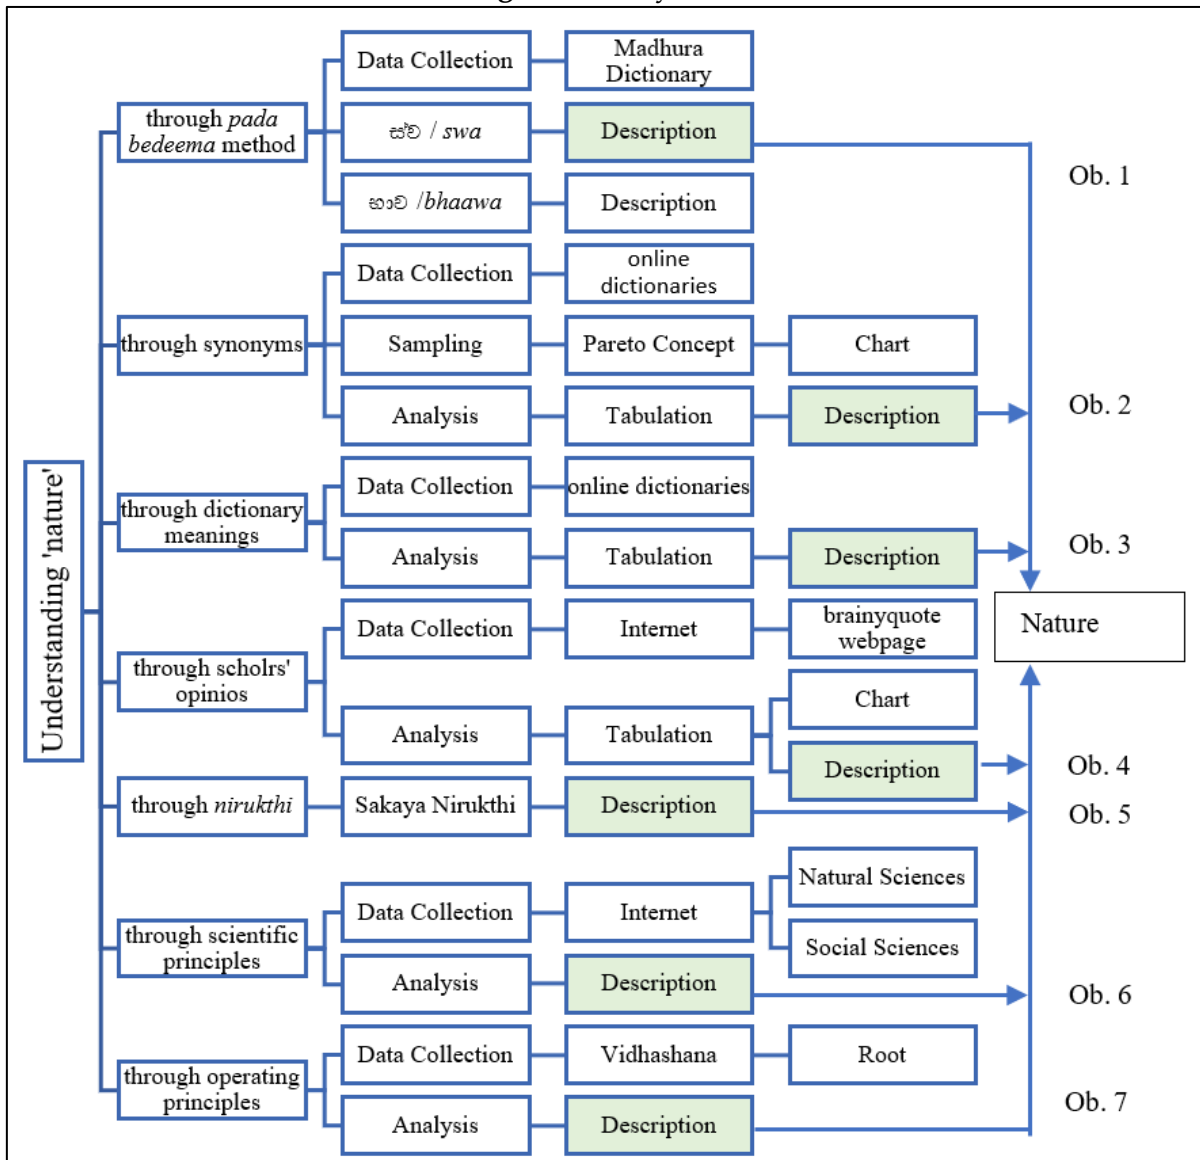 Data Collection
Madhura
Dictionary
through pada
bedeema method
ස්ව / swa
Description
Ob. 1
භාව /bhaawa
Description
Data Collection
online
dictionaries
through synonyms
Sampling
Pareto Concept
Chart
Analysis
Tabulation
Description
Ob. 2
Understanding 'nature'
through dictionary
meanings
Data Collection
online dictionaries
Analysis
Tabulation
Description
Ob. 3
Nature
through scholrs'
opinios
Data Collection
Internet
brainyquote
webpage
Analysis
Tabulation
Chart
Description
Ob. 4
through nirukthi
Sakaya Nirukthi
Description
Ob. 5
through scientific
principles
Data Collection
Internet
Natural Sciences
Social Sciences
Analysis
Description
Ob. 6
through operating
principles
Data Collection
Vidhashana
Root
Analysis
Description
Ob. 7